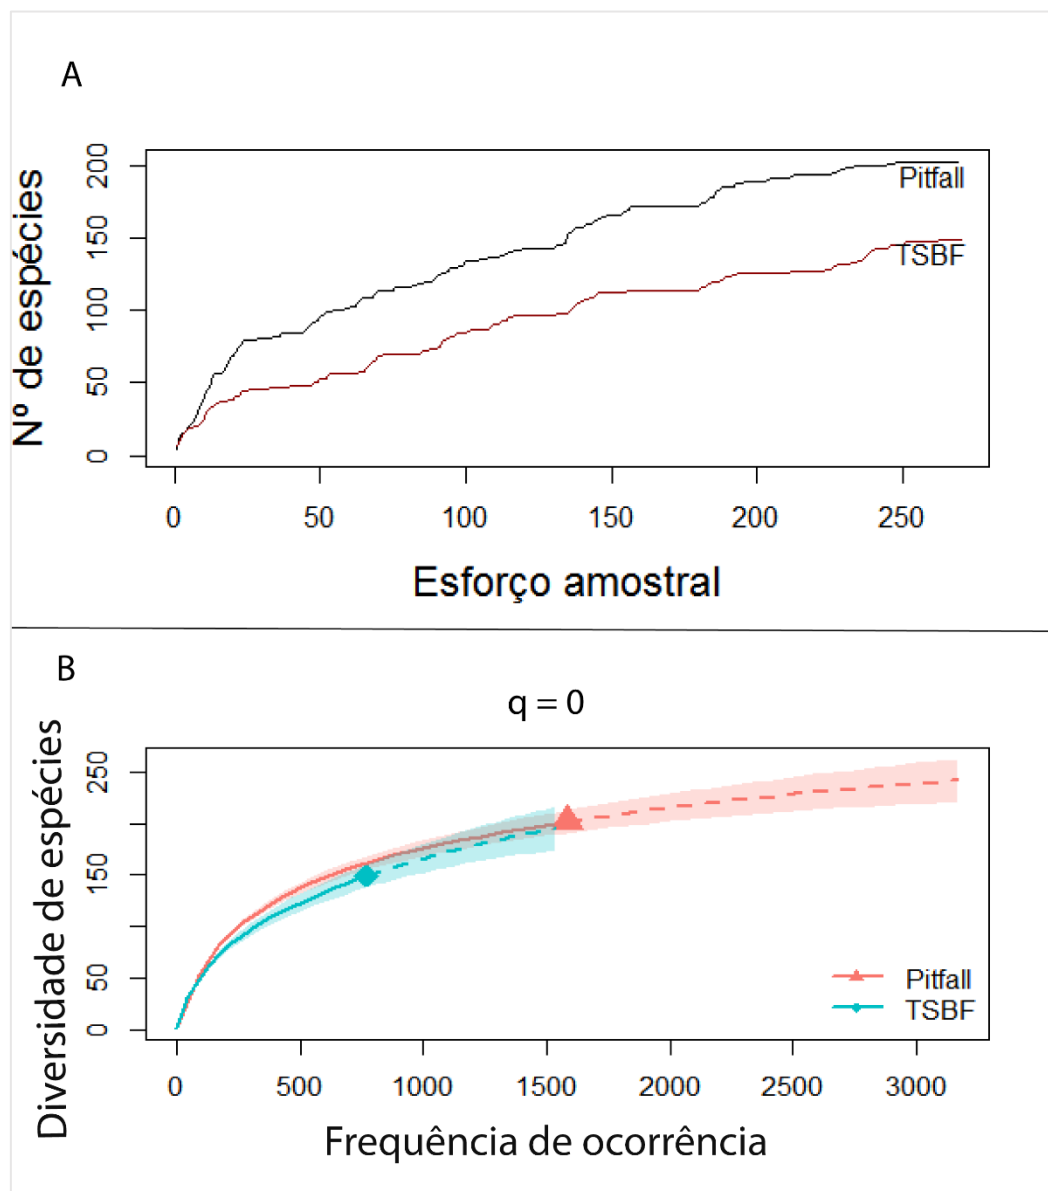 A
Nº de espécies
200
150
100
50
0
Pitfall
TSBF
0 50 100 150 200 250
Esforço amostral
B
q = 0
Diversidade de espécies
250
150
50
0
Pitfall
TSBF
0 500 1000 1500 2000 2500 3000
Frequência de ocorrência